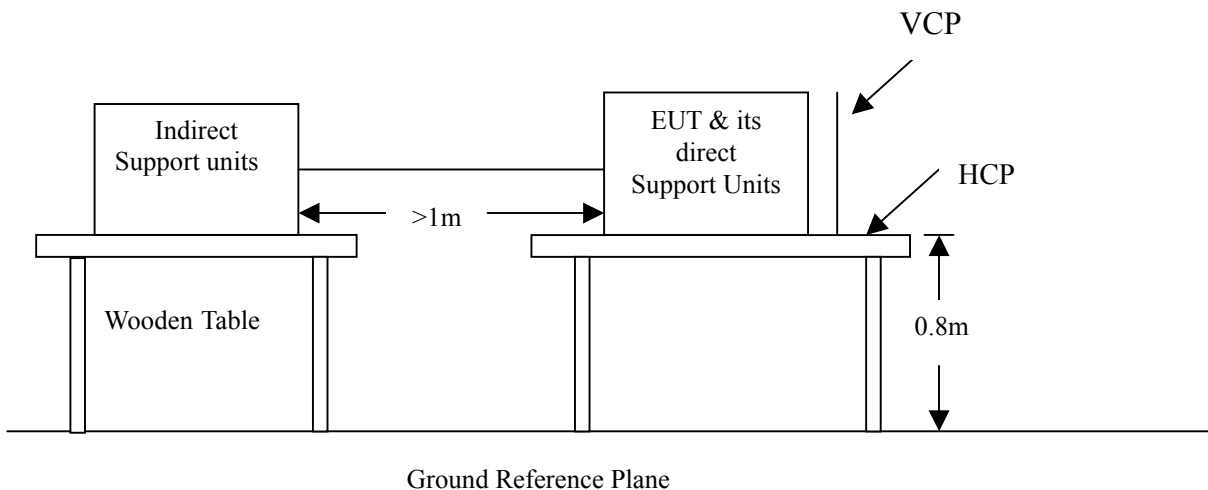 VCP
Indirect
Support units
EUT & its
direct
Support Units
HCP
>1m
Wooden Table
0.8m
Ground Reference Plane